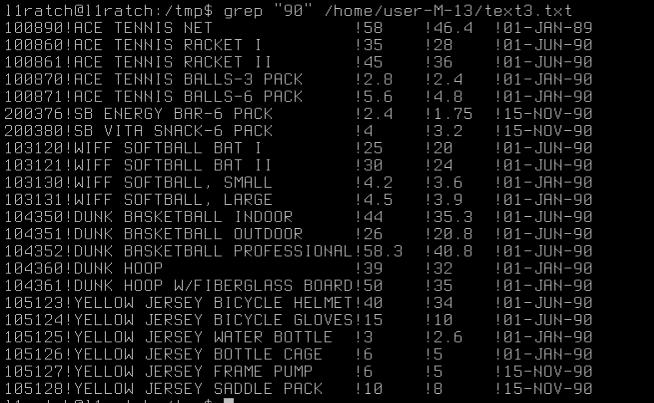 l1ratch@l1ratch:/tmp$ grep "90" /home/user-M-13/text3.txt
100890!ACE TENNIS NET !58 !46.4 !01-JAN-89
100860!ACE TENNIS RACKET I !35 !28 !01-JUN-90
100861!ACE TENNIS RACKET II !45 !36 !01-JUN-90
100870!ACE TENNIS BALLS-3 PACK !2.8 !2.4 !01-JAN-90
100871!ACE TENNIS BALLS-6 PACK !5.6 !4.8 !01-JAN-90
200376!SB ENERGY BAR-6 PACK !2.4 !1.75 !15-NOV-90
200380!SB VITA SNACK-6 PACK !4 !3.2 !15-NOV-90
103120!WIFF SOFTBALL BAT I !25 !20 !01-JUN-90
103121!WIFF SOFTBALL BAT II !30 !24 !01-JUN-90
103130!WIFF SOFTBALL, SMALL !4.2 !3.6 !01-JAN-90
103131!WIFF SOFTBALL, LARGE !4.5 !3.9 !01-JAN-90
104350!DUNK BASKETBALL INDOOR !44 !35.3 !01-JUN-90
104351!DUNK BASKETBALL OUTDOOR !26 !20.8 !01-JUN-90
104352!DUNK BASKETBALL PROFESSIONAL!58.3 !40.8 !01-JUN-90
104360!DUNK HOOP !39 !32 !01-JAN-90
104361!DUNK HOOP W/FIBERGLASS BOARD!50 !35 !01-JAN-90
105123!YELLOW JERSEY BICYCLE HELMET!40 !34 !01-JUN-90
105124!YELLOW JERSEY BICYCLE GLOVES!15 !10 !01-JUN-90
105125!YELLOW JERSEY WATER BOTTLE !3 !2.6 !01-JUN-90
105126!YELLOW JERSEY BOTTLE CAGE !6 !5 !01-JUN-90
105127!YELLOW JERSEY FRAME PUMP !6 !5 !15-NOV-90
105128!YELLOW JERSEY SADDLE PACK !10 !8 !15-NOV-90